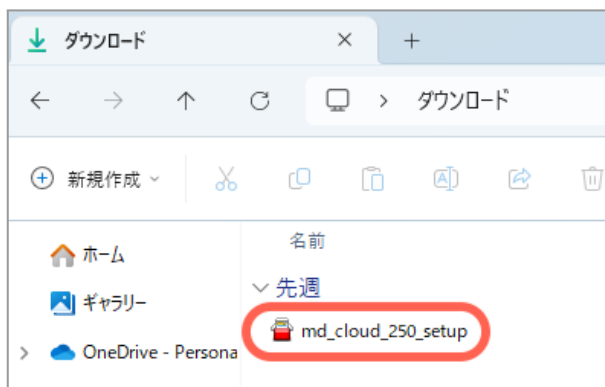 ダウンロード
ダウンロード
新規作成
名前
先週
ホーム
md_cloud_250_setup
ギャラリー
OneDrive - Persona